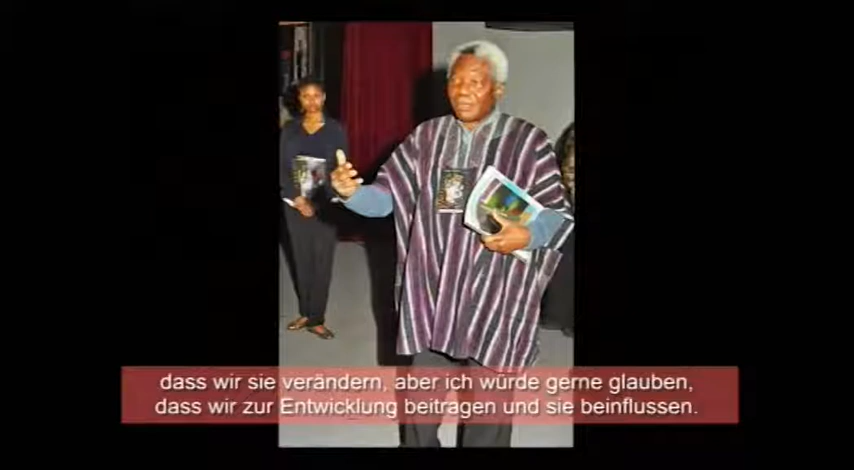 dass wir sie verändern, aber ich würde gerne glauben,
dass wir zur Entwicklung beitragen und sie beinflussen.